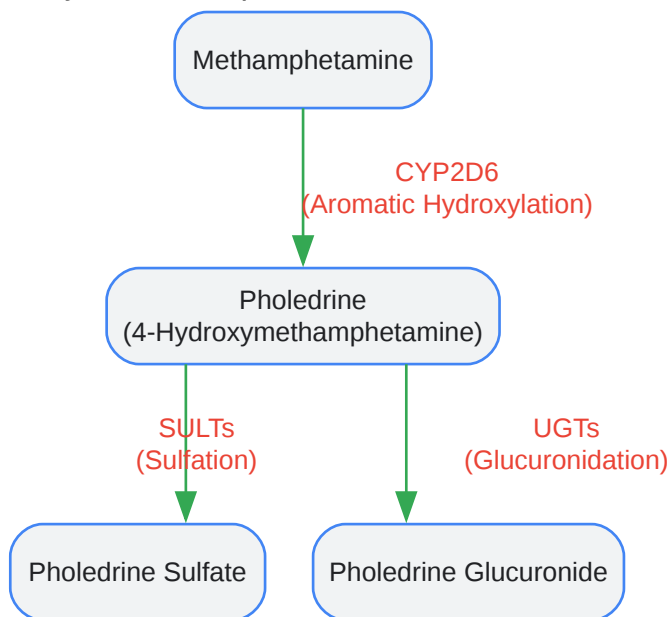 Methamphetamine
CYP2D6
(Aromatic Hydroxylation)
Pholedrine
(4-Hydroxymethamphetamine)
SULTs
(Sulfation)
UGTs
(Glucuronidation)
Pholedrine Sulfate
Pholedrine Glucuronide